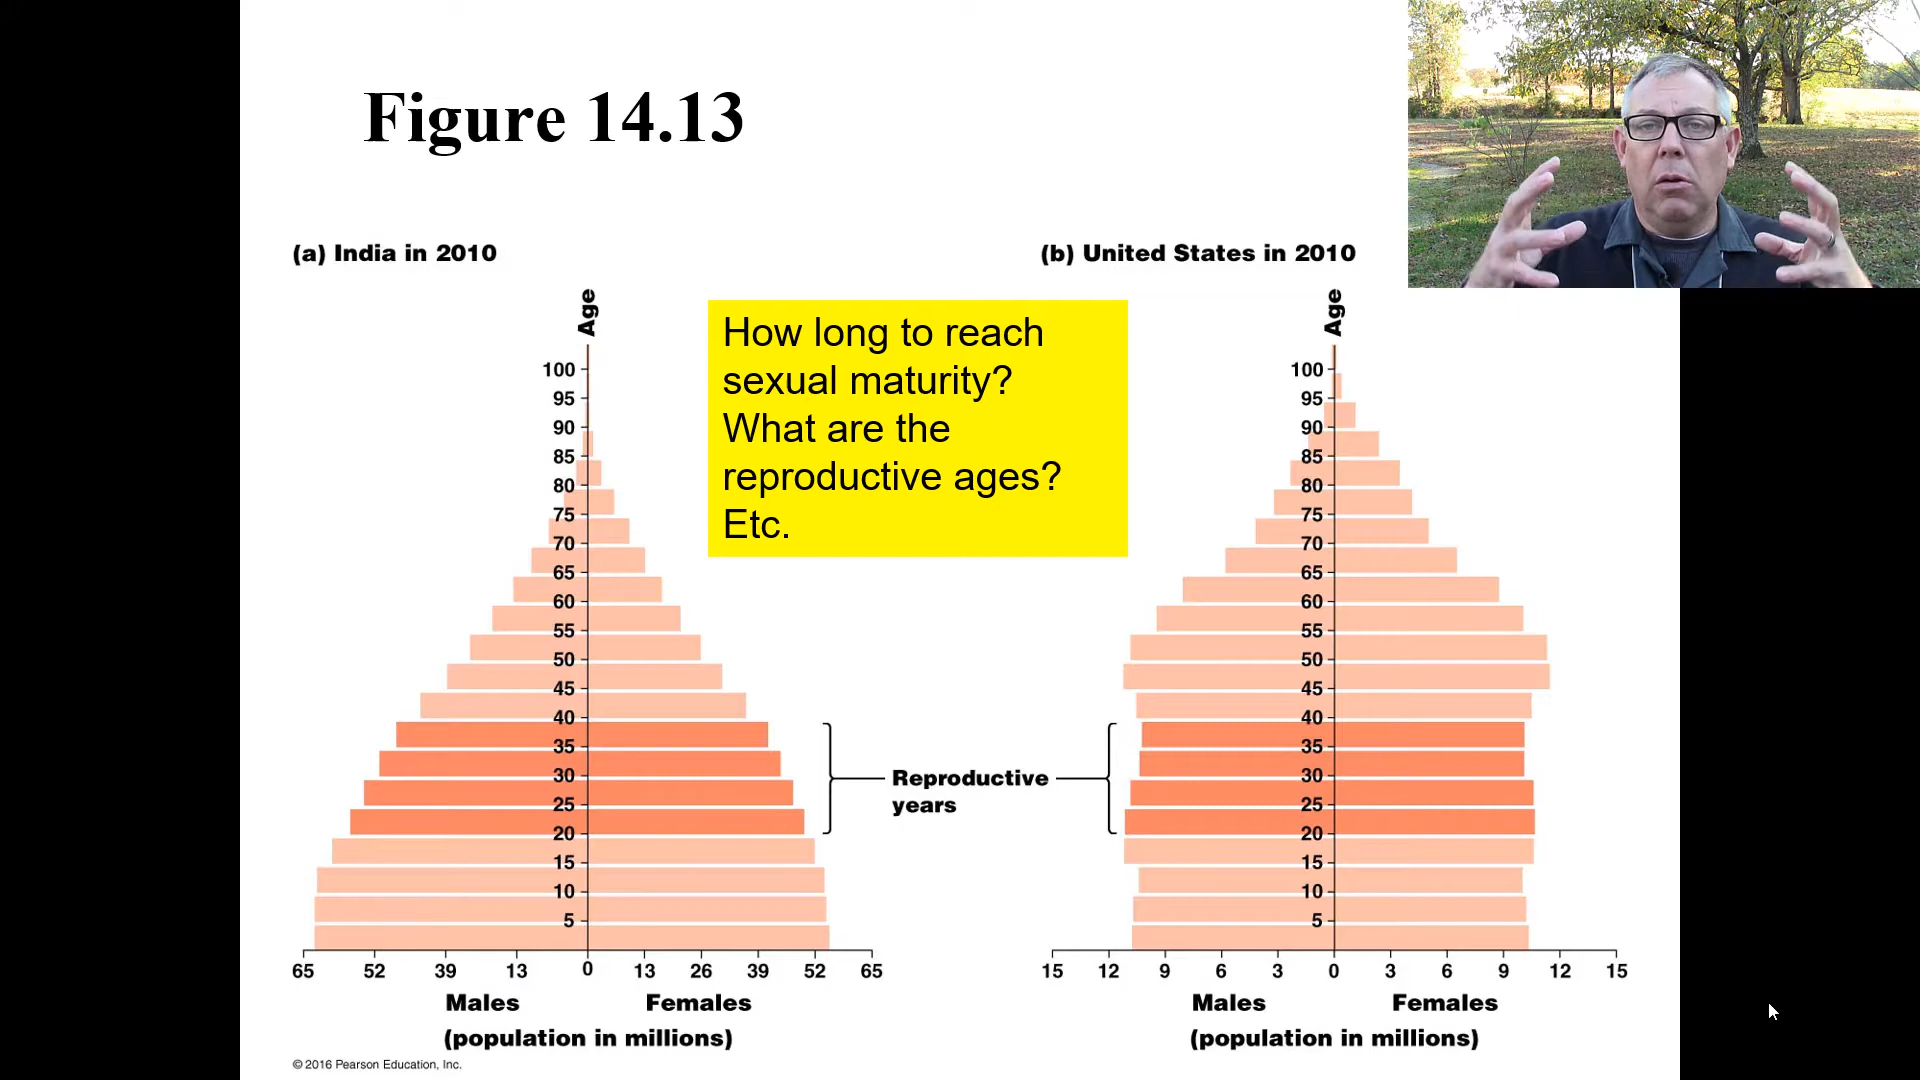 Figure 14.13
(a) India in 2010
(b) United States in 2010
Age
100
95
90
85
80
75
70
65
60
55
50
45
40
35
30
25
20
15
10
5
65 52 39 13 0 13 26 39 52 65
Males Females
(population in millions)
How long to reach
sexual maturity?
What are the
reproductive ages?
Etc.
Reproductive
years
Age
100
95
90
85
80
75
70
65
60
55
50
45
40
35
30
25
20
15
10
5
15 12 9 6 3 0 3 6 9 12 15
Males Females
(population in millions)
© 2016 Pearson Education, Inc.